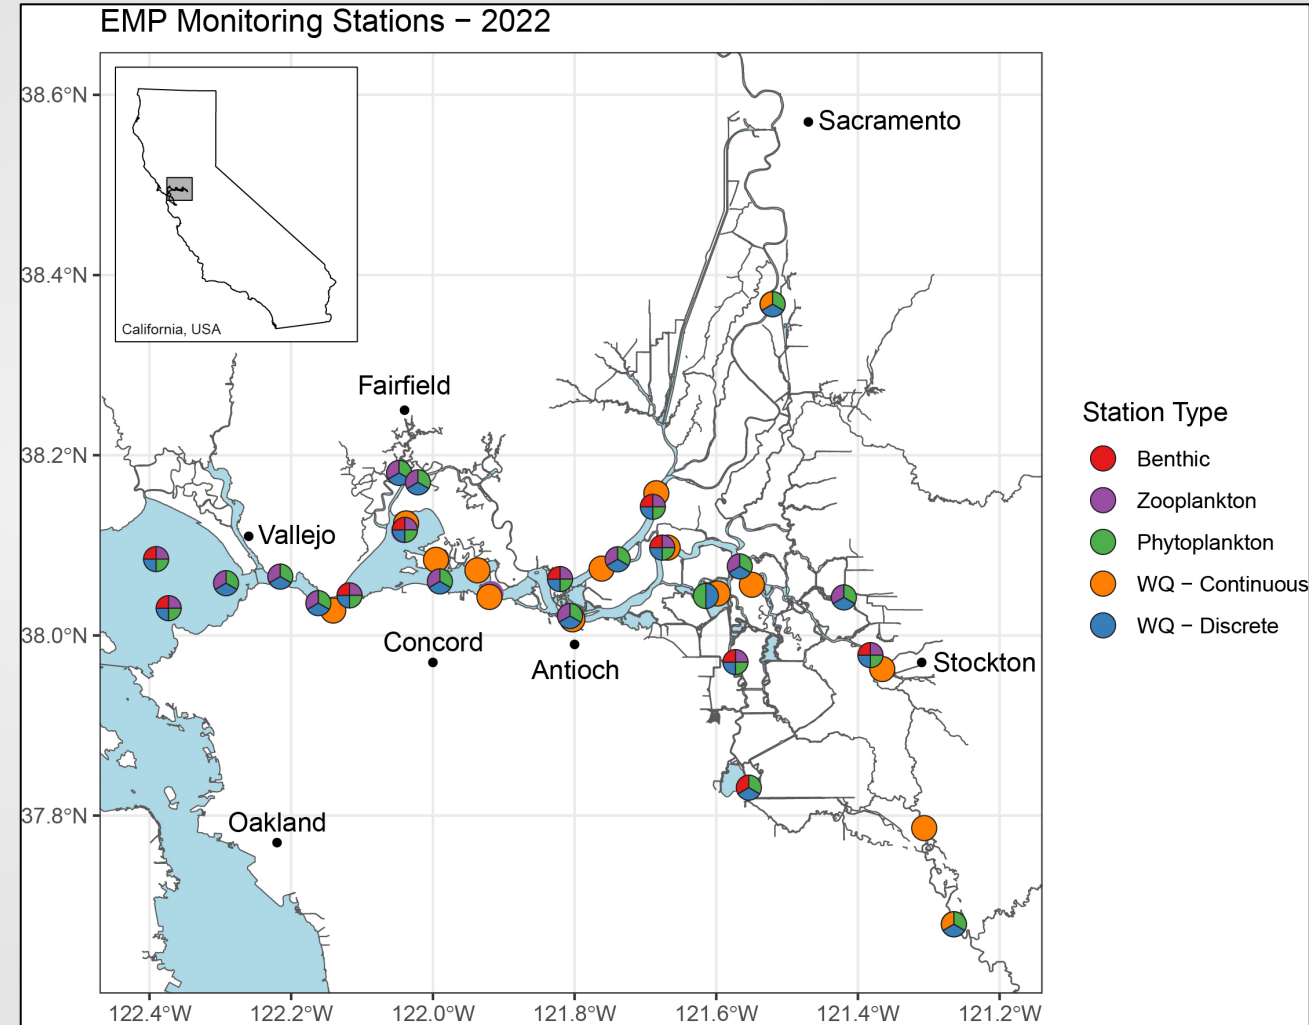 EMP Monitoring Stations − 2022
38.6°N
38.4°N
38.2°N
38.0°N
37.8°N
California, USA
Sacramento
Fairfield
Vallejo
Concord
Antioch
Stockton
Oakland
122.4°W
122.2°W
122.0°W
121.8°W
121.6°W
121.4°W
121.2°W
Station Type
Benthic
Zooplankton
Phytoplankton
WQ − Continuous
WQ − Discrete